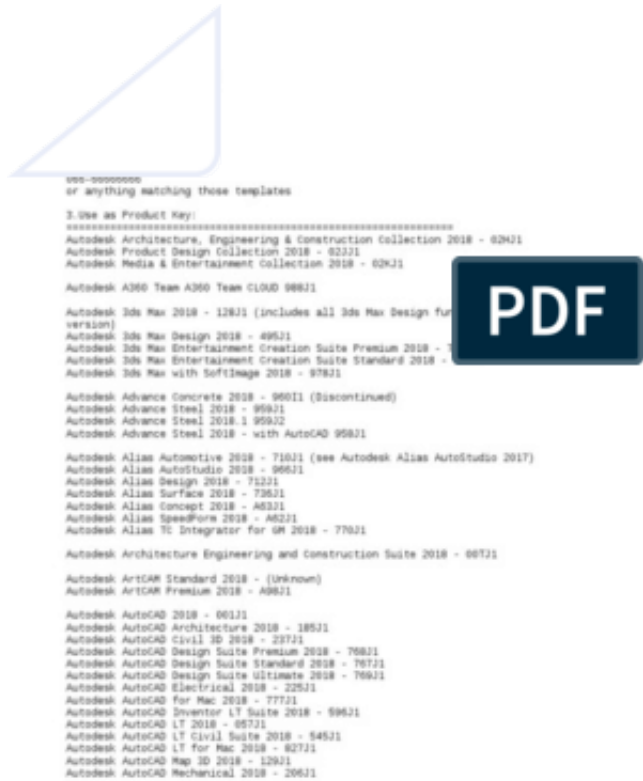 066-66666666
or anything matching those templates
3.Use as Product Key:
Autodesk Architecture, Engineering & Construction Collection 2018 - 02HJ1
Autodesk Product Design Collection 2018 - 02JJ1
Autodesk Media & Entertainment Collection 2018 - 02KJ1
Autodesk A360 Team A360 Team CLOUD 988J1
Autodesk 3ds Max 2018 - 128J1 (includes all 3ds Max Design
version)
Autodesk 3ds Max Design 2018 - 495J1
Autodesk 3ds Max Entertainment Creation Suite Premium 2018 -
Autodesk 3ds Max Entertainment Creation Suite Standard 2018 -
Autodesk 3ds Max with SoftImage 2018 - 978J1
PDF
Autodesk Advance Concrete 2018 - 960I1 (Discontinued)
Autodesk Advance Steel 2018 - 959J1
Autodesk Advance Steel 2018.1 959J2
Autodesk Advance Steel 2018 - with AutoCAD 958J1
Autodesk Alias Automotive 2018 - 710J1 (see Autodesk Alias AutoStudio 2017)
Autodesk Alias AutoStudio 2018 - 966J1
Autodesk Alias Design 2018 - 712J1
Autodesk Alias Surface 2018 - 736J1
Autodesk Alias Concept 2018 - A63J1
Autodesk Alias SpeedForm 2018 - A62J1
Autodesk Alias TC Integrator for GM 2018 - 770J1
Autodesk Architecture Engineering and Construction Suite 2018 - 00TJ1
Autodesk ArtCAM Standard 2018 - (Unknown)
Autodesk ArtCAM Premium 2018 - A98J1
Autodesk AutoCAD 2018 - 001J1
Autodesk AutoCAD Architecture 2018 - 185J1
Autodesk AutoCAD Civil 3D 2018 - 237J1
Autodesk AutoCAD Design Suite Premium 2018 - 768J1
Autodesk AutoCAD Design Suite Standard 2018 - 767J1
Autodesk AutoCAD Design Suite Ultimate 2018 - 769J1
Autodesk AutoCAD Electrical 2018 - 225J1
Autodesk AutoCAD for Mac 2018 - 777J1
Autodesk AutoCAD Inventor LT Suite 2018 - 596J1
Autodesk AutoCAD LT 2018 - 057J1
Autodesk AutoCAD LT Civil Suite 2018 - 545J1
Autodesk AutoCAD LT for Mac 2018 - 827J1
Autodesk AutoCAD Map 3D 2018 - 129J1
Autodesk AutoCAD Mechanical 2018 - 206J1